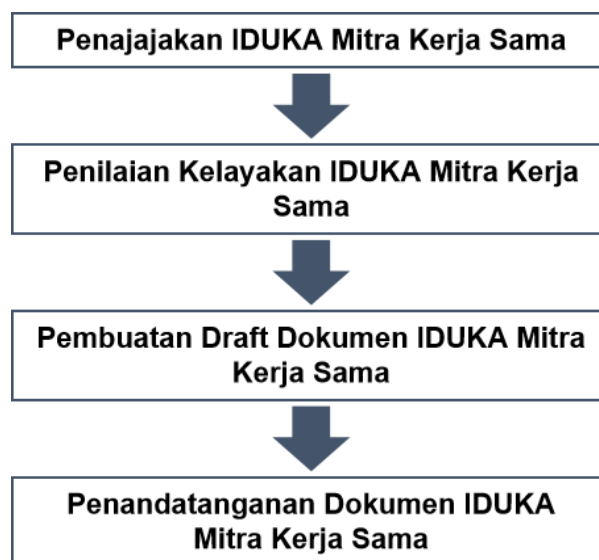 Penajajakan IDUKA Mitra Kerja Sama
Penilaian Kelayakan IDUKA Mitra Kerja
Sama
Pembuatan Draft Dokumen IDUKA Mitra
Kerja Sama
Penandatanganan Dokumen IDUKA
Mitra Kerja Sama